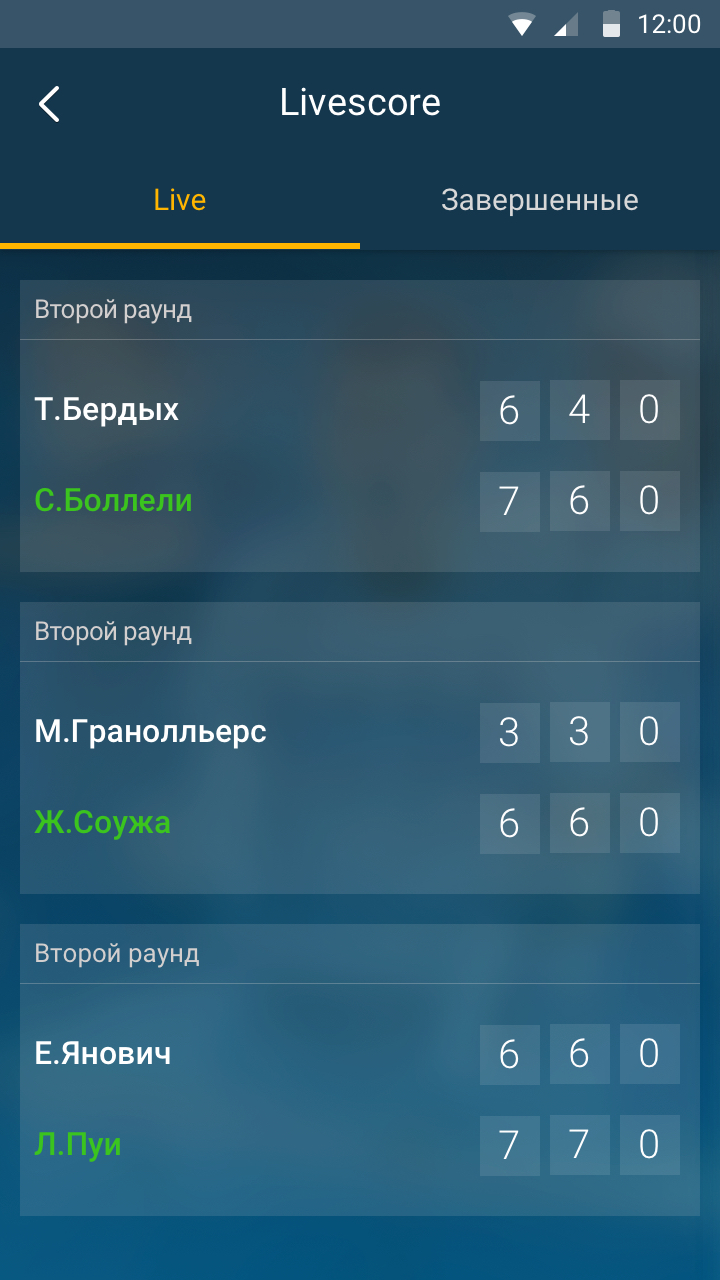 12:00
Livescore
Live Завершенные
Второй раунд
Т.Бердых 6 4 0
С.Боллели 7 6 0
Второй раунд
М.Гранолльерс 3 3 0
Ж.Соужа 6 6 0
Второй раунд
Е.Янович 6 6 0
Л.Пуи 7 7 0